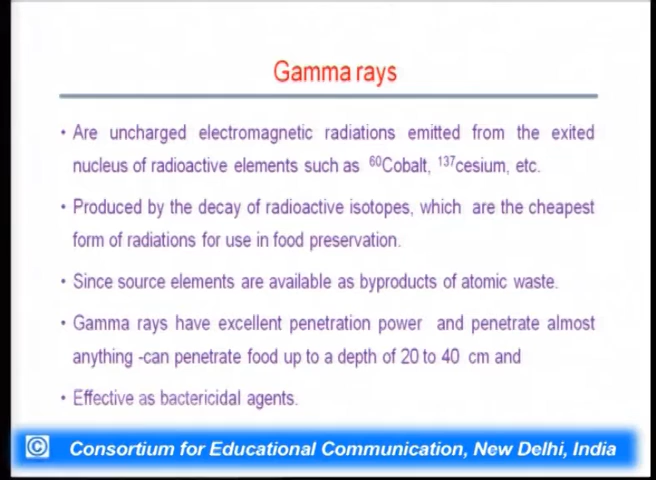 Gamma rays
• Are uncharged electromagnetic radiations emitted from the exited
nucleus of radioactive elements such as ⁶⁰Cobalt, ¹³⁷cesium, etc.
• Produced by the decay of radioactive isotopes, which are the cheapest
form of radiations for use in food preservation.
• Since source elements are available as byproducts of atomic waste.
• Gamma rays have excellent penetration power and penetrate almost
anything -can penetrate food up to a depth of 20 to 40 cm and
• Effective as bactericidal agents.
© Consortium for Educational Communication, New Delhi, India